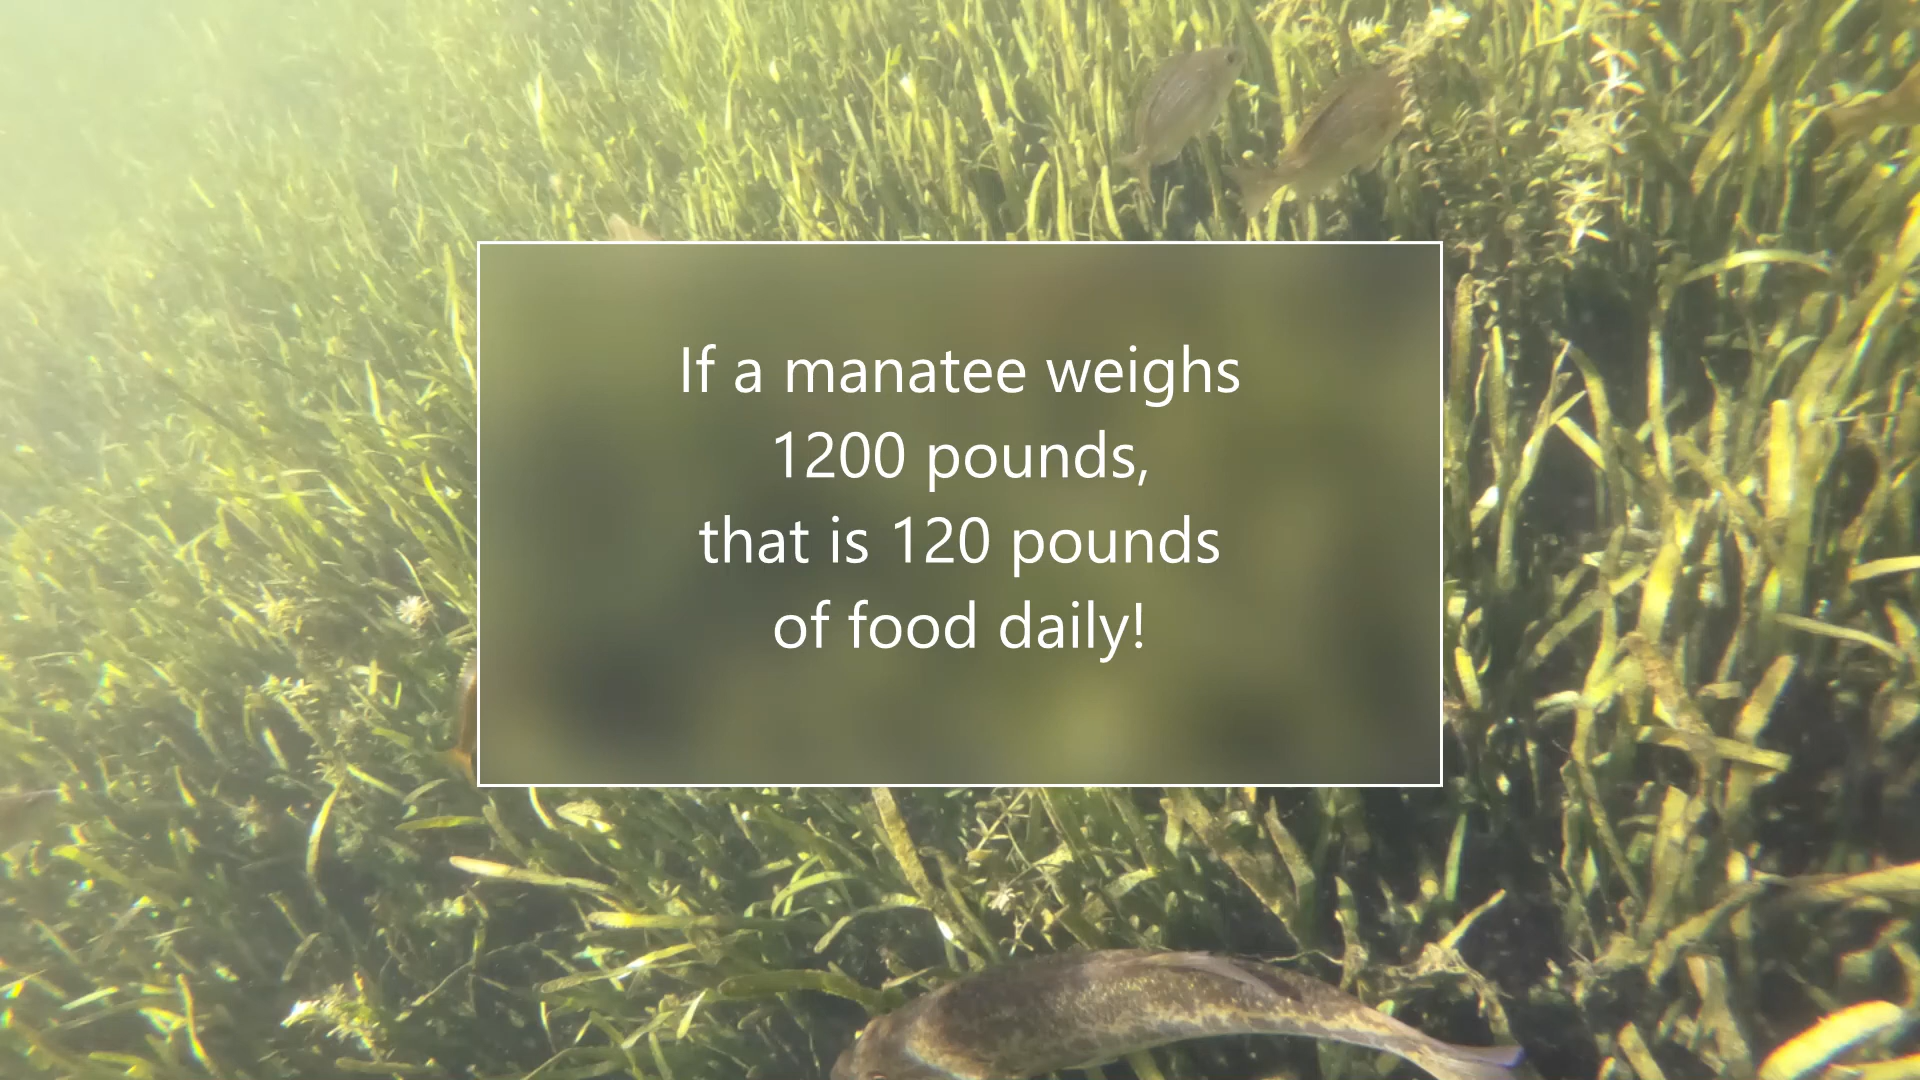 If a manatee weighs
1200 pounds,
that is 120 pounds
of food daily!